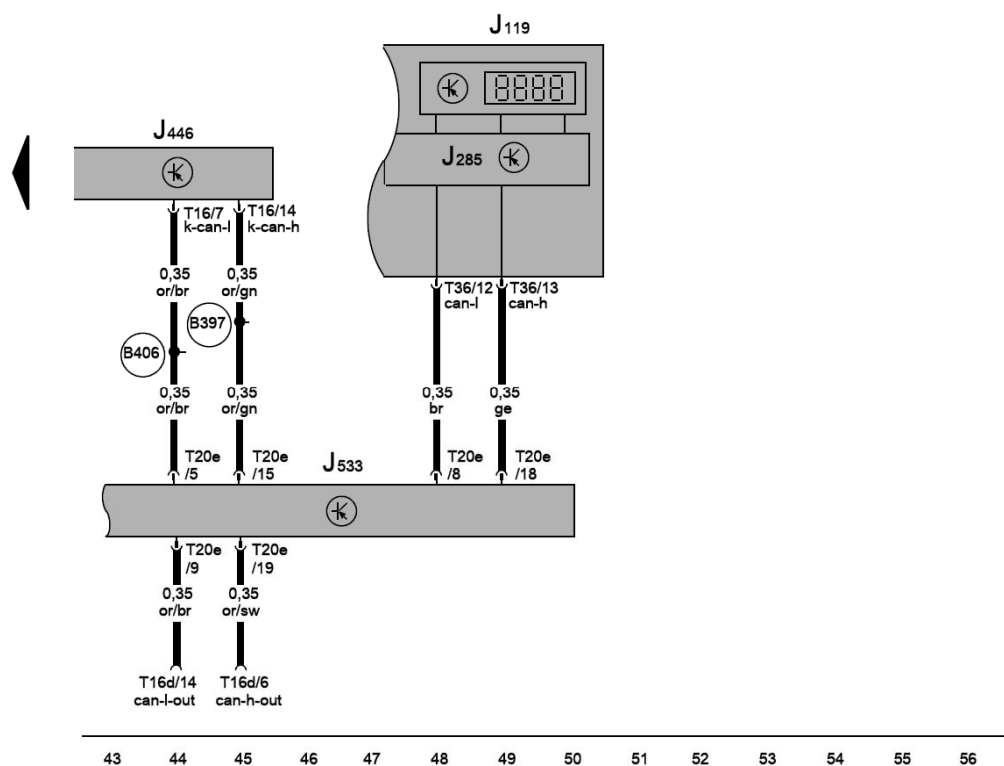 J119
J446
J285
T16/7
k-can-l
T16/14
k-can-h
T36/12
can-l
T36/13
can-h
0,35
or/br
0,35
or/gn
B397
B406
0,35
or/br
0,35
or/gn
0,35
br
0,35
ge
T20e
/5
T20e
/15
J533
T20e
/8
T20e
/18
T20e
/9
T20e
/19
0,35
or/br
0,35
or/sw
T16d/14
can-l-out
T16d/6
can-h-out
43 44 45 46 47 48 49 50 51 52 53 54 55 56